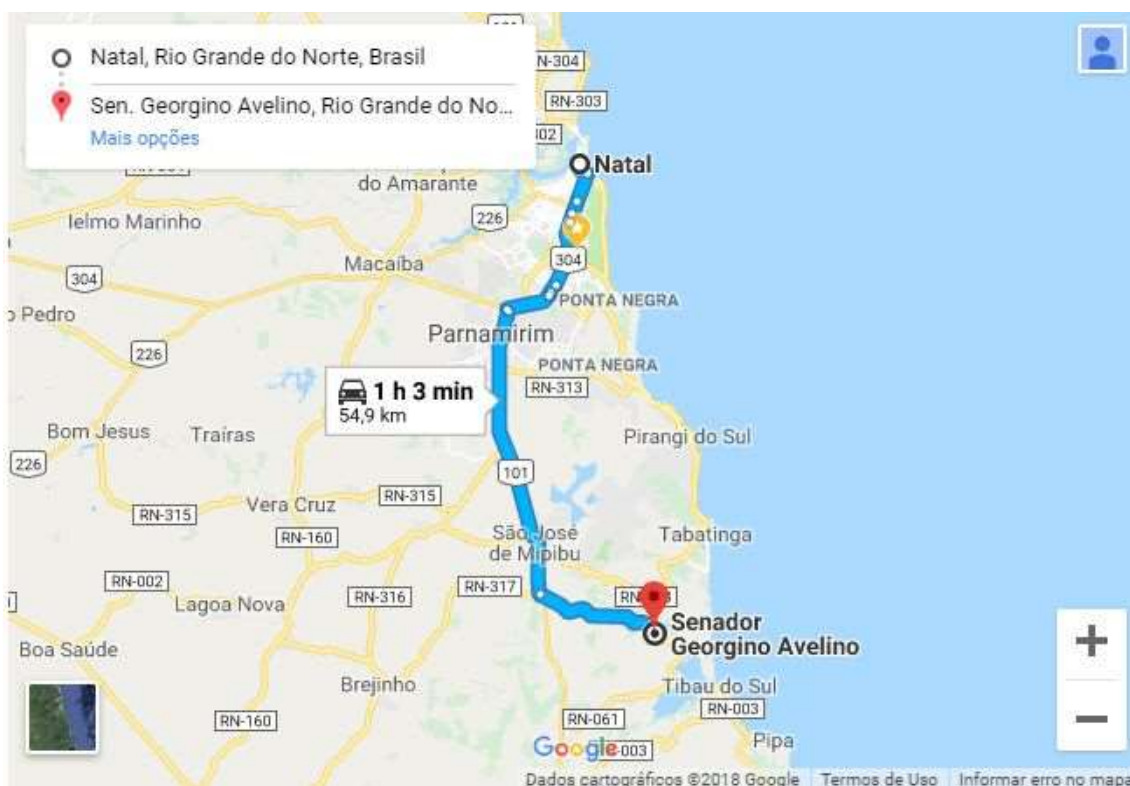 Natal, Rio Grande do Norte, Brasil
Sen. Georgino Avelino, Rio Grande do No...
Mais opções
N-304
RN-303
302
Natal
do Amarante
Ielmo Marinho
226
304
Macaíba
304
PONTA NEGRA
o Pedro
Parnamirim
226
PONTA NEGRA
RN-313
1 h 3 min
54,9 km
Bom Jesus
Traíras
Pirangi do Sul
226
101
RN-315
Vera Cruz
RN-315
RN-160
São José
de Mipibu
Tabatinga
RN-002
RN-317
Lagoa Nova
RN-316
Senador
Georgino Avelino
Boa Saúde
Brejinho
Tibau do Sul
RN-003
RN-160
RN-061
Google
-003
Pipa
Dados cartográficos ©2018 Google
Termos de Uso
Informar erro no mapa